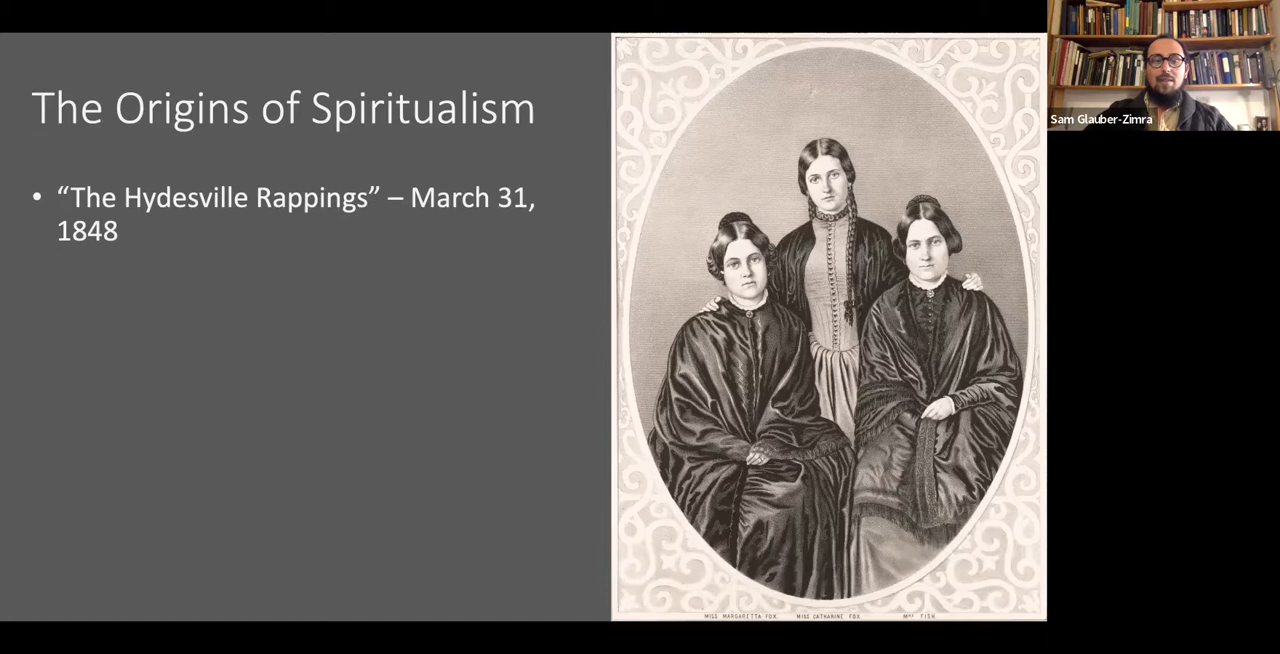 The Origins of Spiritualism
• “The Hydesville Rappings” – March 31,
1848
MISS MARGARETTA FOX. MISS CATHARINE FOX. MRS FISH.
Sam Glauber-Zimra